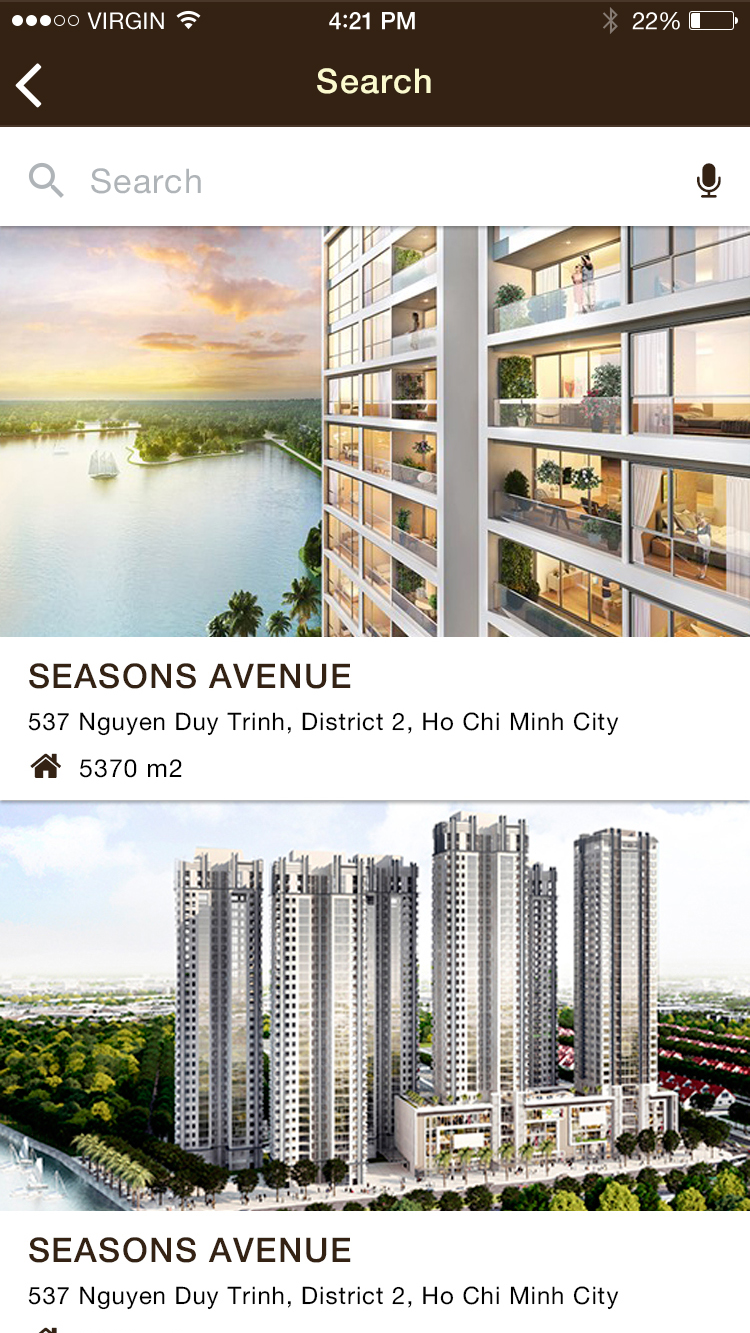 VIRGIN 4:21 PM 22%
Search
Search
SEASONS AVENUE
537 Nguyen Duy Trinh, District 2, Ho Chi Minh City
5370 m2
SEASONS AVENUE
537 Nguyen Duy Trinh, District 2, Ho Chi Minh City